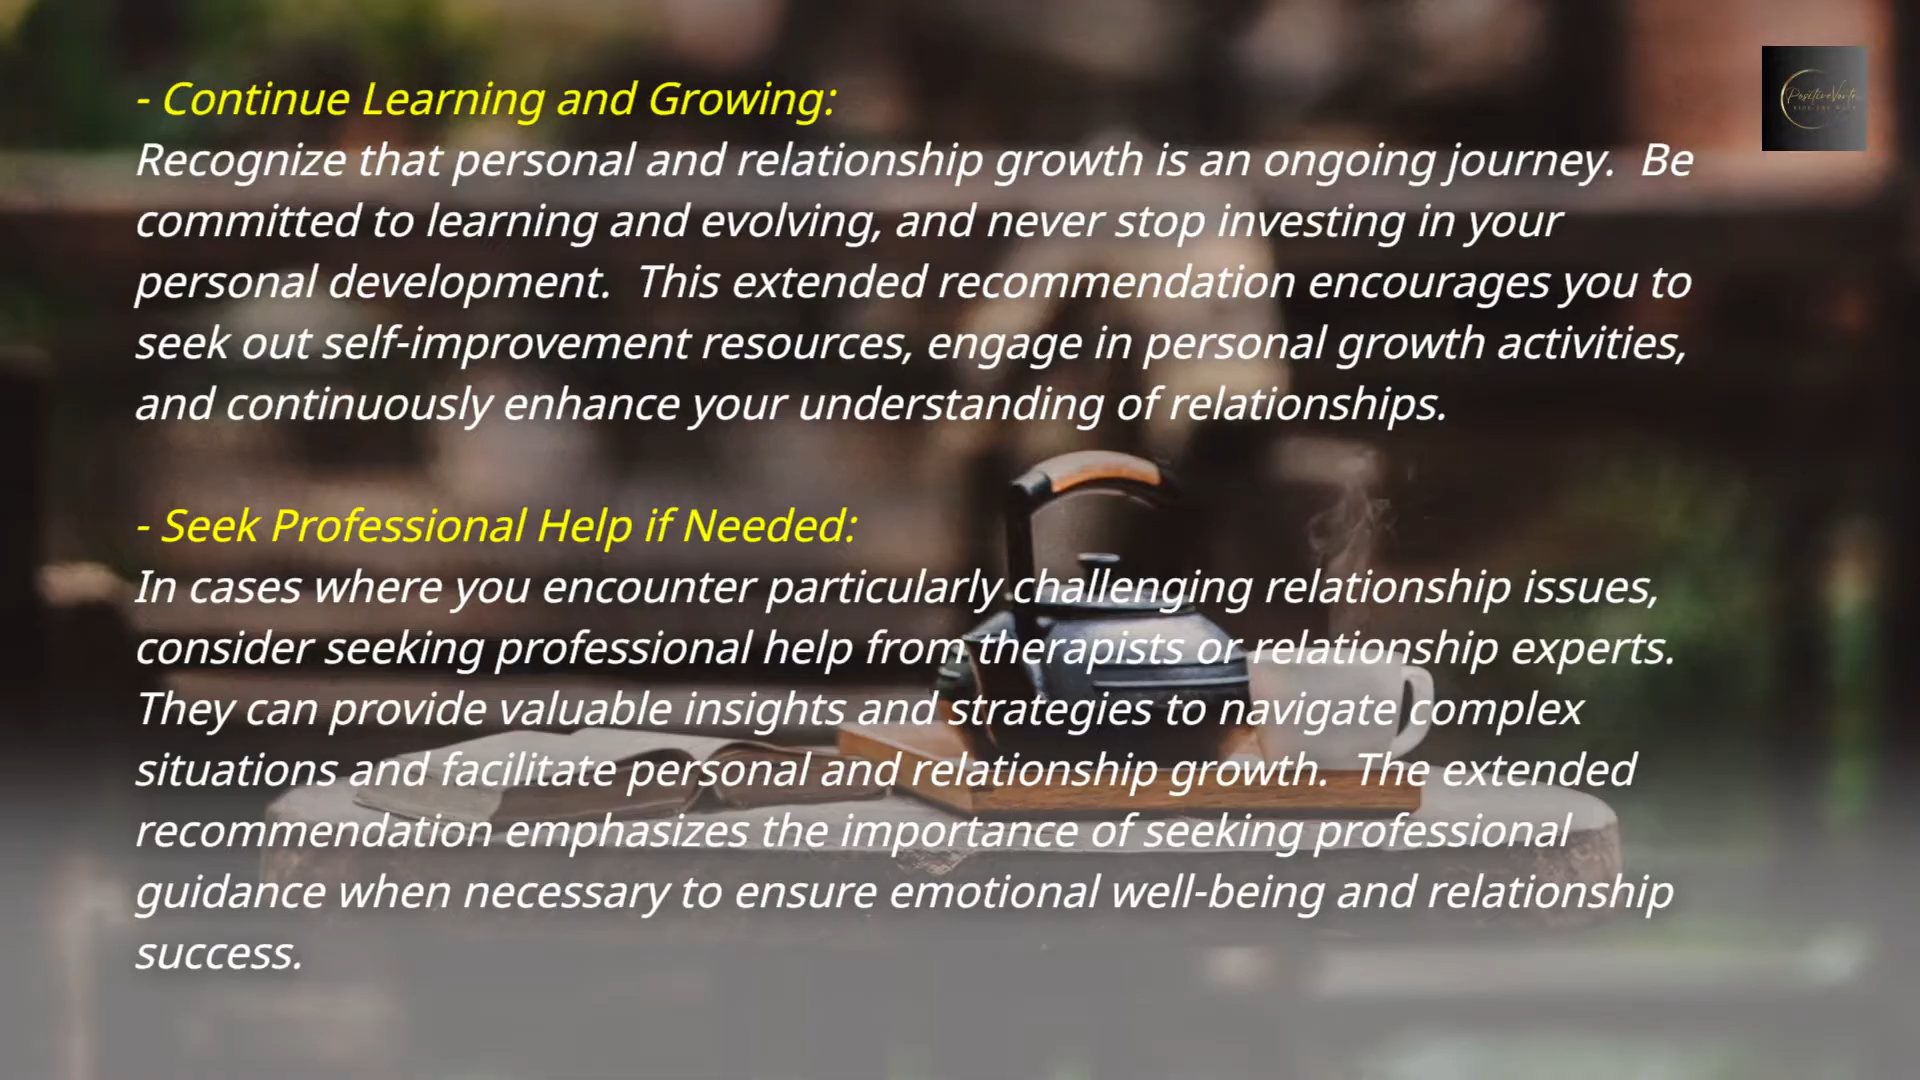 - Continue Learning and Growing:
Recognize that personal and relationship growth is an ongoing journey.  Be
committed to learning and evolving, and never stop investing in your
personal development.  This extended recommendation encourages you to
seek out self-improvement resources, engage in personal growth activities,
and continuously enhance your understanding of relationships.
- Seek Professional Help if Needed:
In cases where you encounter particularly challenging relationship issues,
consider seeking professional help from therapists or relationship experts.
They can provide valuable insights and strategies to navigate complex
situations and facilitate personal and relationship growth.  The extended
recommendation emphasizes the importance of seeking professional
guidance when necessary to ensure emotional well-being and relationship
success.